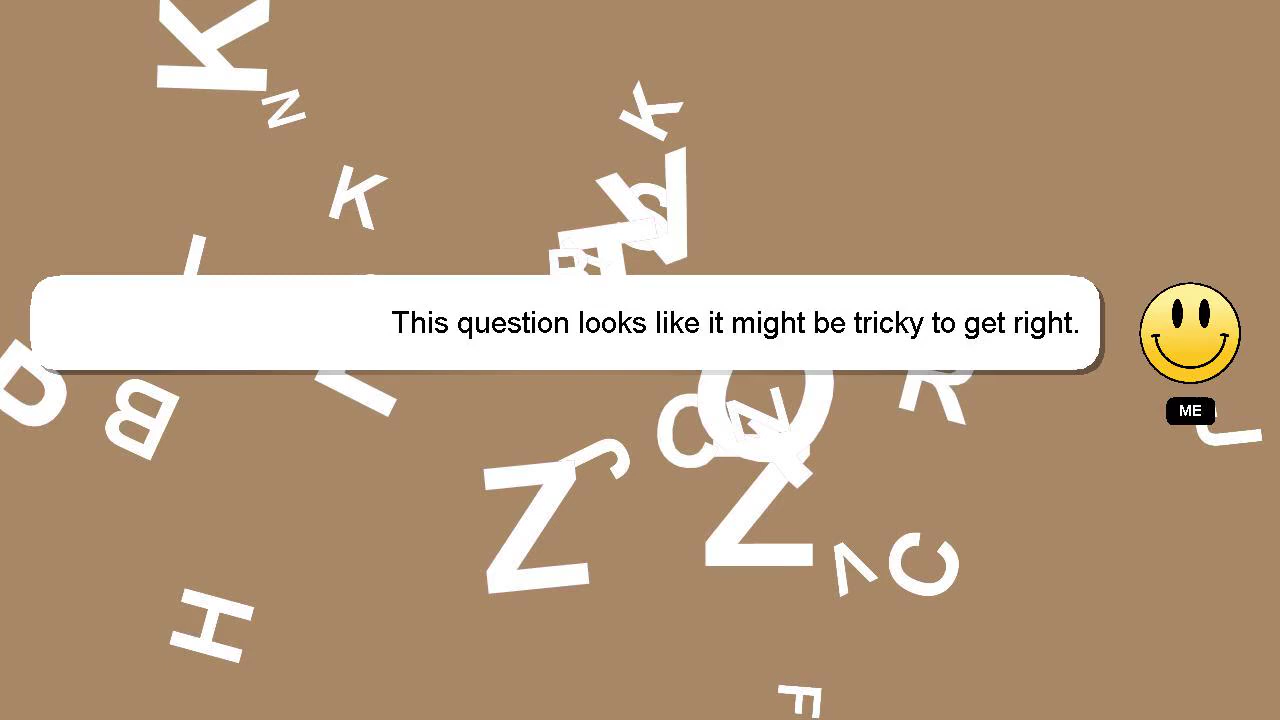 This question looks like it might be tricky to get right.
ME
K
N
K
K
S
V
T
R
I
D
B
L
J
C
N
Q
R
J
Z
Z
V
C
H
F